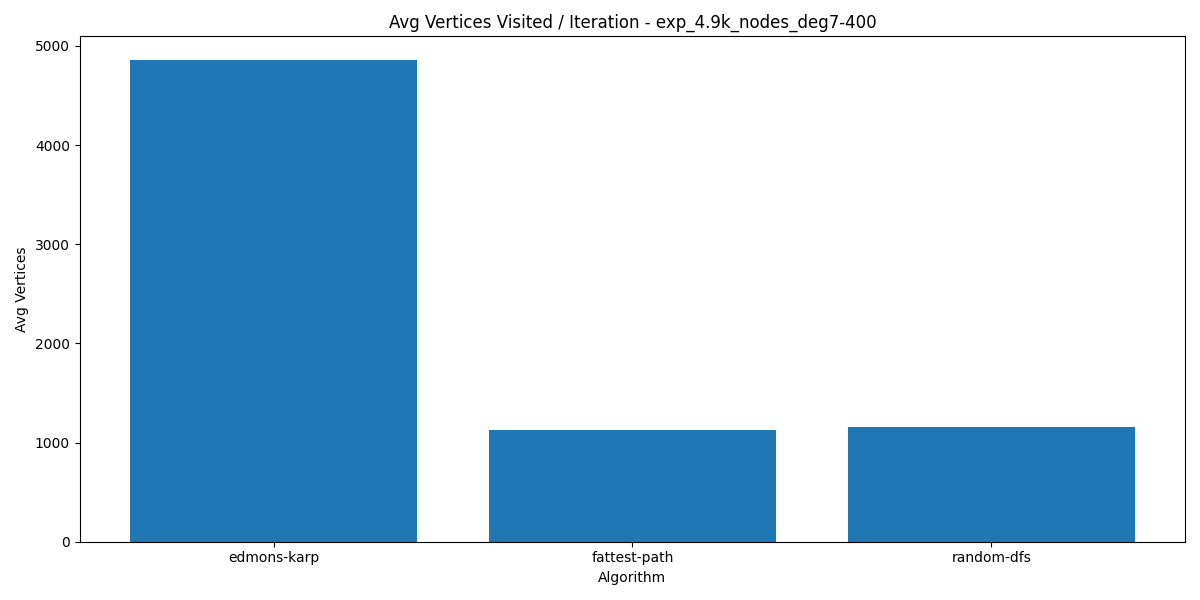 Avg Vertices Visited / Iteration - exp_4.9k_nodes_deg7-400
Avg Vertices
5000
4000
3000
2000
1000
0
edmons-karp
fattest-path
random-dfs
Algorithm